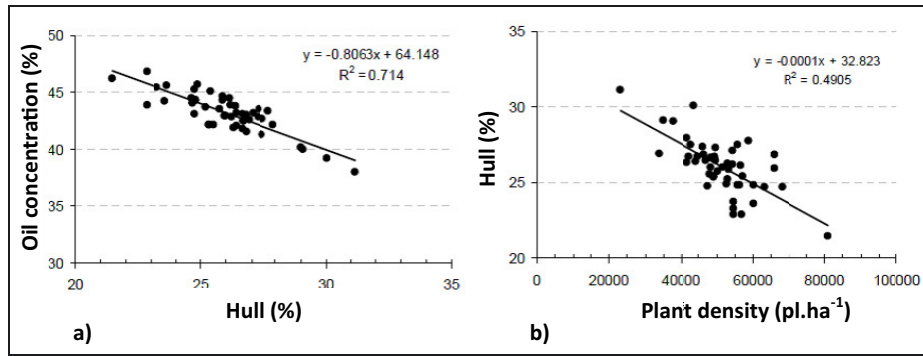 Oil concentration (%)
50
45
40
35
30
20
25
30
35
Hull (%)
a)
y = -0.8063x + 64.148
R² = 0.714
Hull (%)
35
30
25
20
0
20000
40000
60000
80000
100000
Plant density (pl.ha⁻¹)
b)
y = -0001x + 32.823
R² = 0.4905